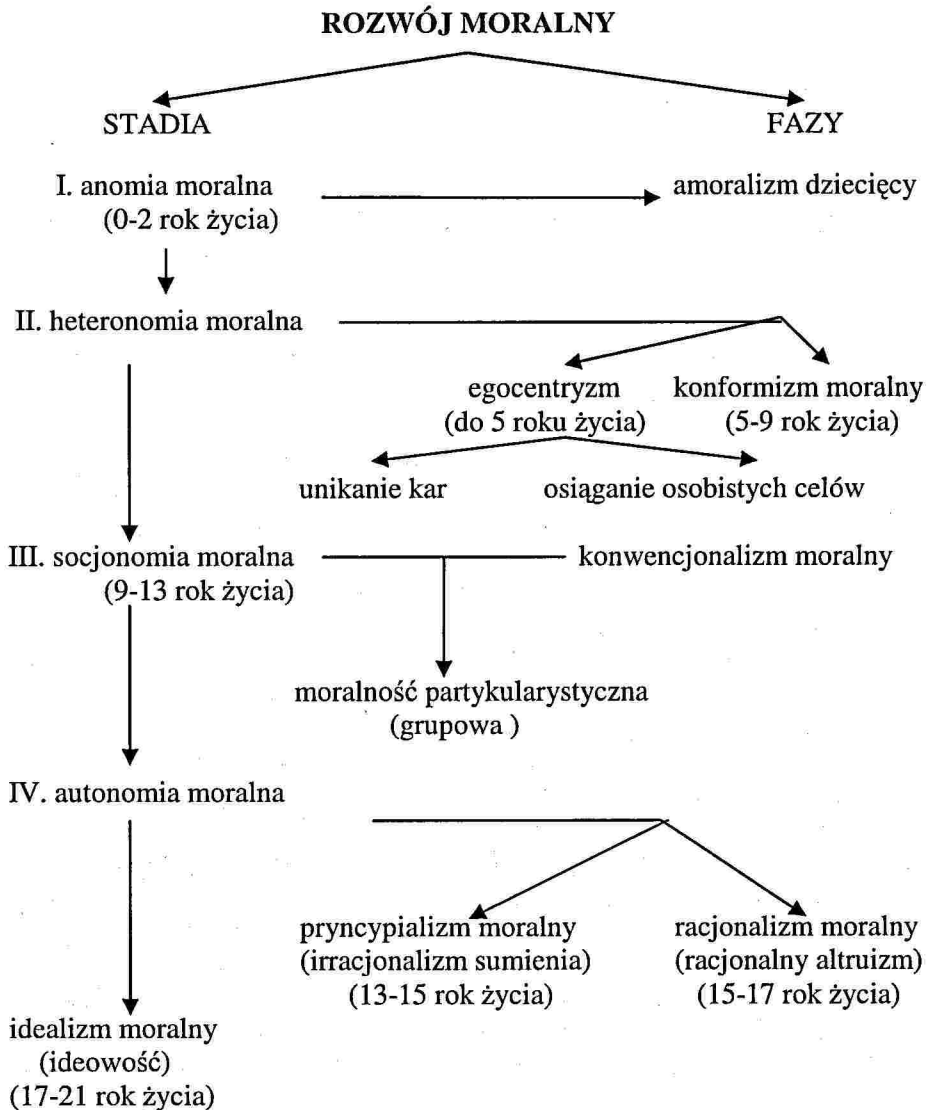 ROZWÓJ MORALNY
STADIA
FAZY
I. anomia moralna
(0-2 rok życia)
amoralizm dziecięcy
II. heteronomia moralna
egocentryzm
(do 5 roku życia)
konformizm moralny
(5-9 rok życia)
unikanie kar
osiąganie osobistych celów
III. socjonomia moralna
(9-13 rok życia)
konwencjonalizm moralny
moralność partykularystyczna
(grupowa )
IV. autonomia moralna
pryncypializm moralny
(irracjonalizm sumienia)
(13-15 rok życia)
racjonalizm moralny
(racjonalny altruizm)
(15-17 rok życia)
idealizm moralny
(ideowość)
(17-21 rok życia)